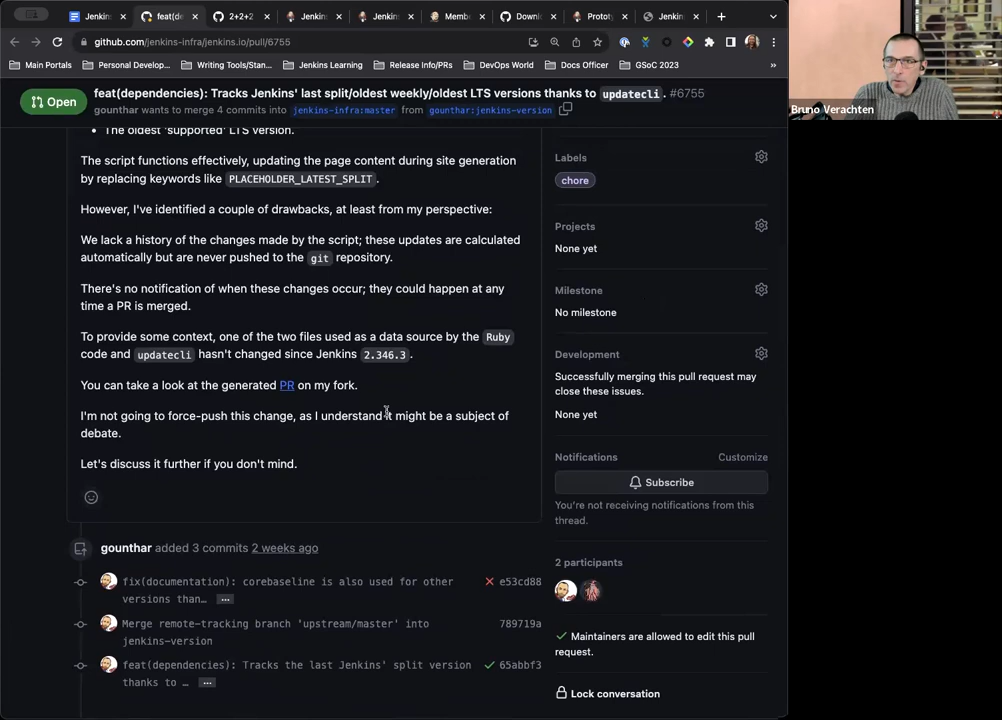 Jenkin:
feat(de
2+2+2
Jenkin
Jenkin
Memb
Downl
Protot
Jenkin
github.com/jenkins-infra/jenkins.io/pull/6755
Main Portals
Personal Develop...
Writing Tools/Stan...
Jenkins Learning
Release Info/PRs
DevOps World
Docs Officer
GSoC 2023
»
Open
feat(dependencies): Tracks Jenkins' last split/oldest weekly/oldest LTS versions thanks to updatecli. #6755
gounthar wants to merge 4 commits into jenkins-infra:master from gounthar:jenkins-version
Bruno Verachten
• The oldest 'supported' LTS version.
The script functions effectively, updating the page content during site generation
by replacing keywords like PLACEHOLDER_LATEST_SPLIT.
However, I've identified a couple of drawbacks, at least from my perspective:
We lack a history of the changes made by the script; these updates are calculated
automatically but are never pushed to the git repository.
There's no notification of when these changes occur; they could happen at any
time a PR is merged.
To provide some context, one of the two files used as a data source by the Ruby
code and updatecli hasn't changed since Jenkins 2.346.3.
You can take a look at the generated PR on my fork.
I'm not going to force-push this change, as I understand it might be a subject of
debate.
Let's discuss it further if you don't mind.
gounthar added 3 commits 2 weeks ago
fix(documentation): corebaseline is also used for other
versions than… ... e53cd88
Merge remote-tracking branch 'upstream/master' into
jenkins-version 789719a
feat(dependencies): Tracks the last Jenkins' split version
thanks to … ... 65abbf3
Labels
chore
Projects
None yet
Milestone
No milestone
Development
Successfully merging this pull request may
close these issues.
None yet
Notifications Customize
Subscribe
You're not receiving notifications from this
thread.
2 participants
Maintainers are allowed to edit this pull
request.
Lock conversation